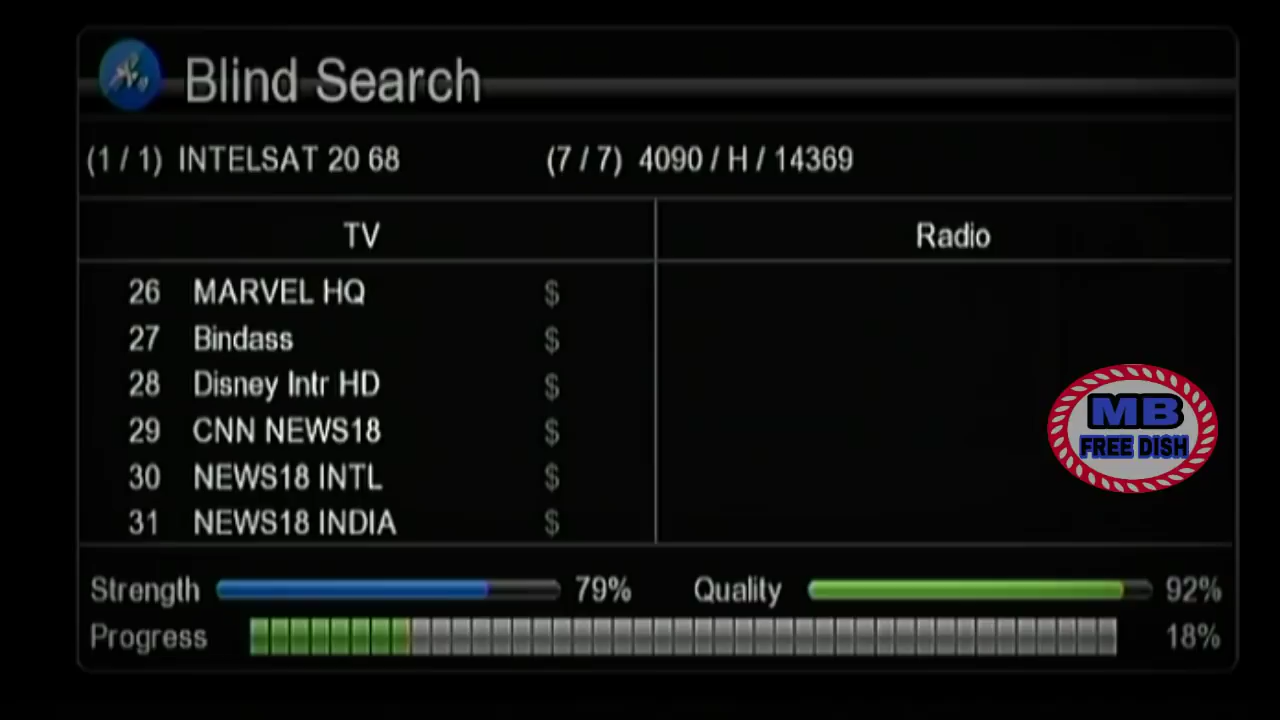 Blind Search
(1 / 1) INTELSAT 20 68 (7 / 7) 4090 / H / 14369
TV Radio
26 MARVEL HQ $
27 Bindass $
28 Disney Intr HD $
29 CNN NEWS18 $
30 NEWS18 INTL $
31 NEWS18 INDIA $
MB
FREE DISH
Strength 79% Quality 92%
Progress 18%